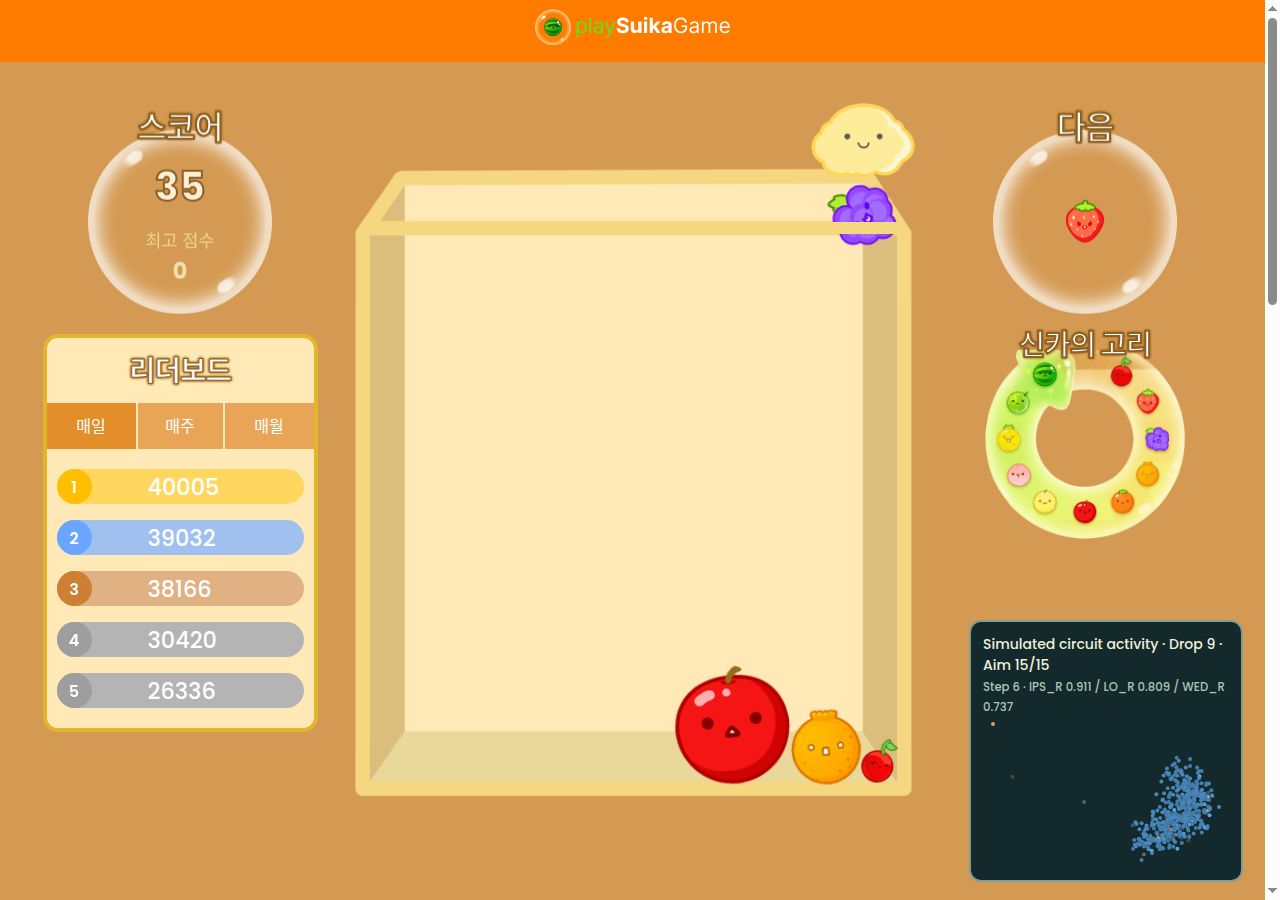 playSuikaGame
스코어
35
최고 점수
0
다음
신카의 고리
리더보드
매일 매주 매월
1 40005
2 39032
3 38166
4 30420
5 26336
Simulated circuit activity · Drop 9 ·
Aim 15/15
Step 6 · IPS_R 0.911 / LO_R 0.809 / WED_R
0.737